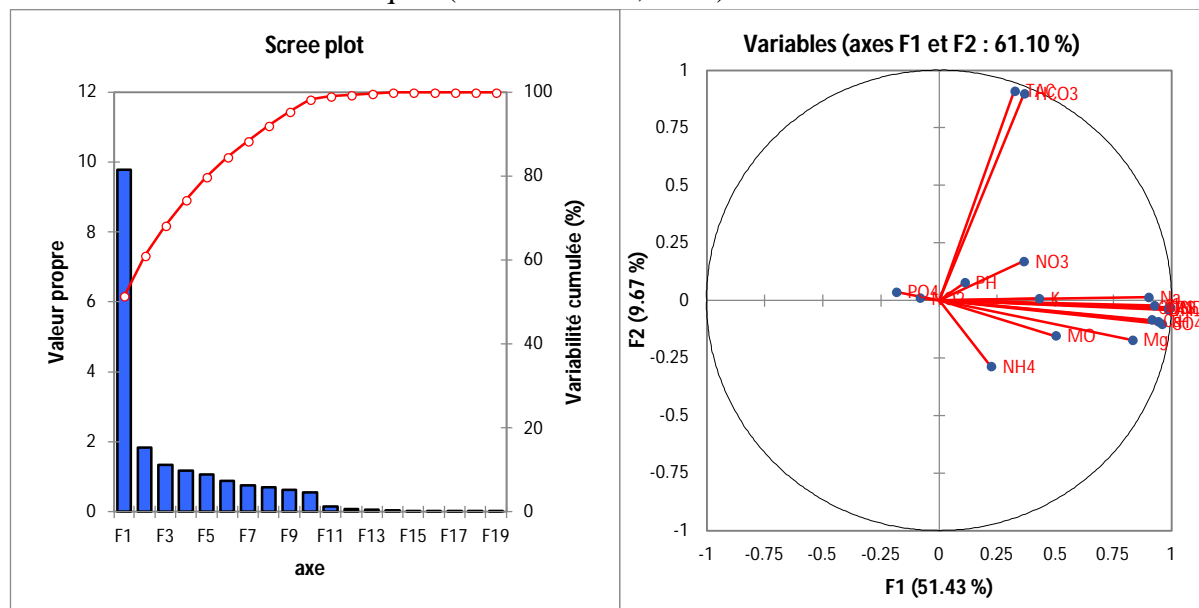 Scree plot
12
10
8
6
4
2
0
Valeur propre
100
80
60
40
20
0
Variabilité cumulée (%)
F1 F3 F5 F7 F9 F11 F13 F15 F17 F19
axe
Variables (axes F1 et F2 : 61.10 %)
1
0.75
0.5
0.25
0
-0.25
-0.5
-0.75
-1
F2 (9.67 %)
TAC
HCO3
NO3
PH
PO4
K
Na
MO
Mg
NH4
-1 -0.75 -0.5 -0.25 0 0.25 0.5 0.75 1
F1 (51.43 %)